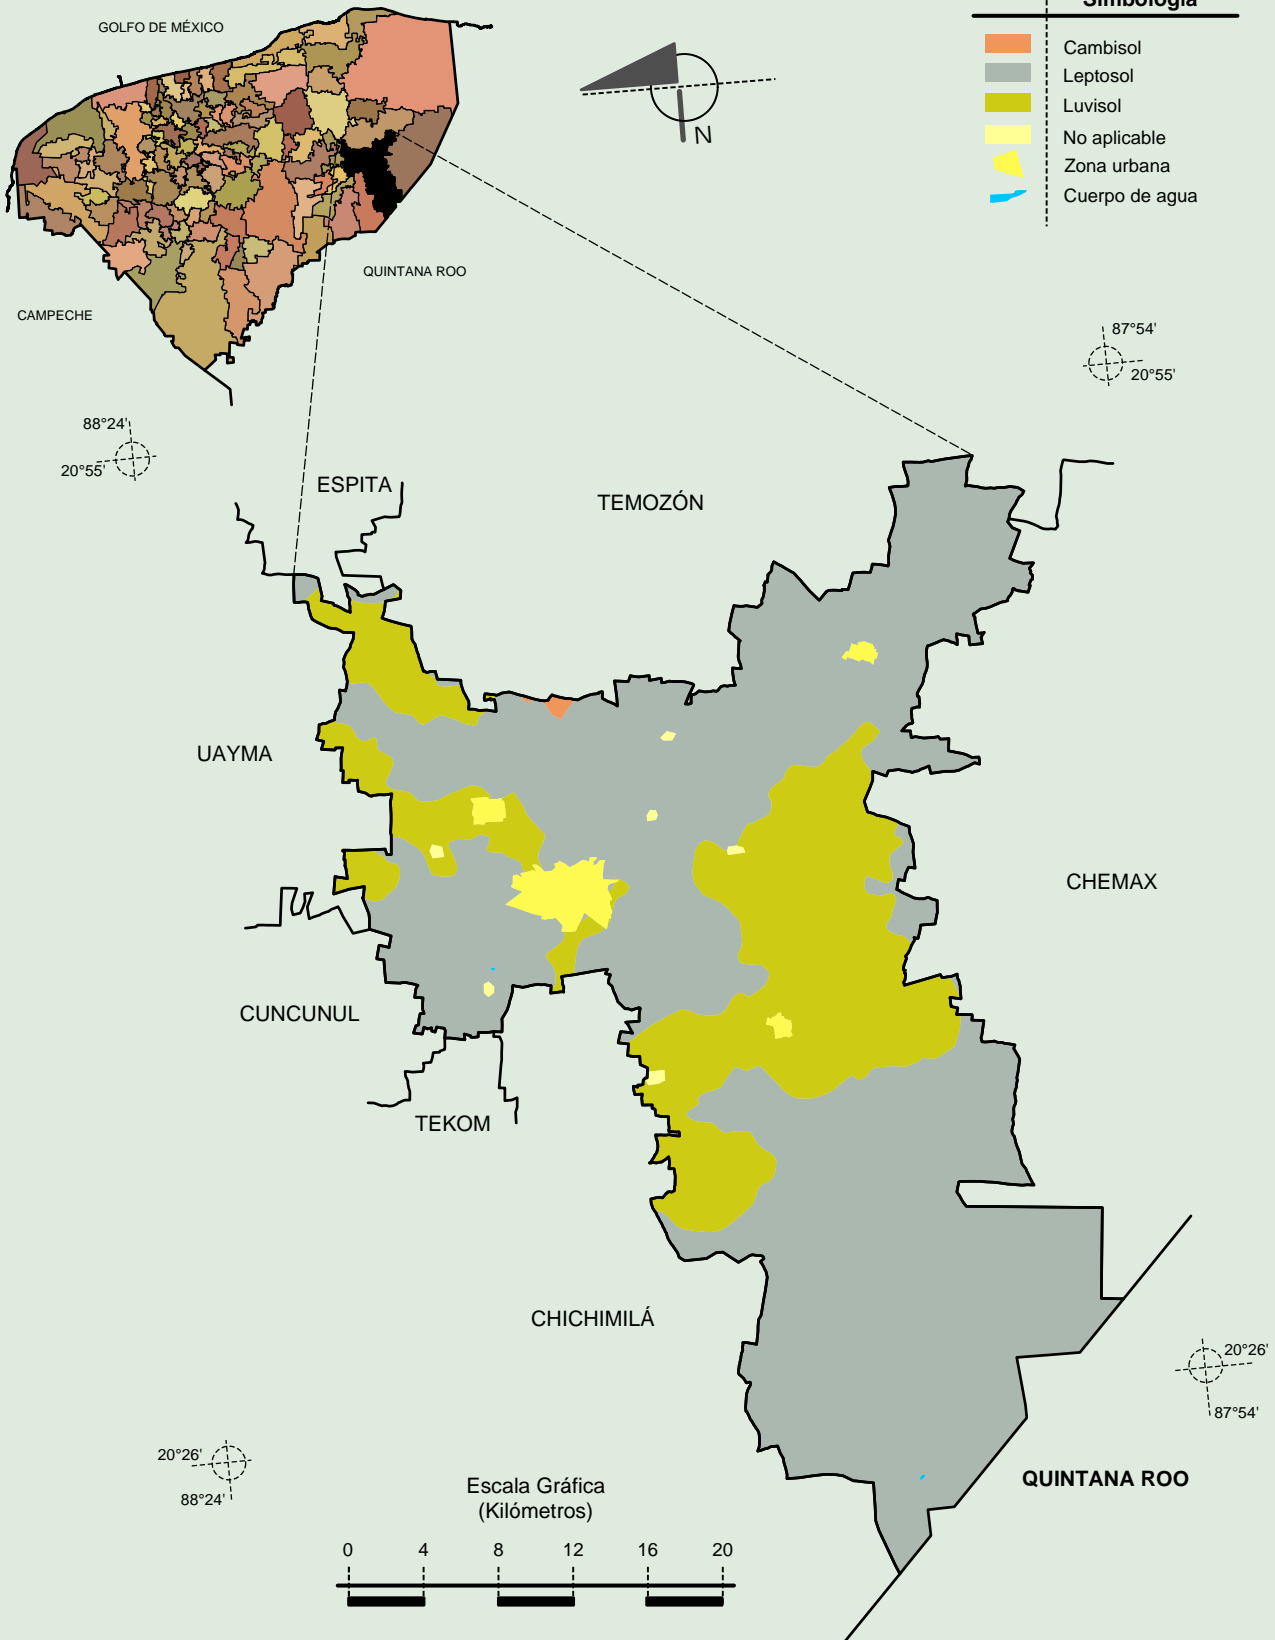 Simbología
GOLFO DE MÉXICO
Cambisol
Leptosol
Luvisol
No aplicable
Zona urbana
Cuerpo de agua
N
QUINTANA ROO
CAMPECHE
87°54'
20°55'
88°24'
20°55'
ESPITA
TEMOZÓN
UAYMA
CHEMAX
CUNCUNUL
TEKOM
CHICHIMILÁ
20°26'
87°54'
20°26'
88°24'
QUINTANA ROO
Escala Gráfica
(Kilómetros)
0 4 8 12 16 20